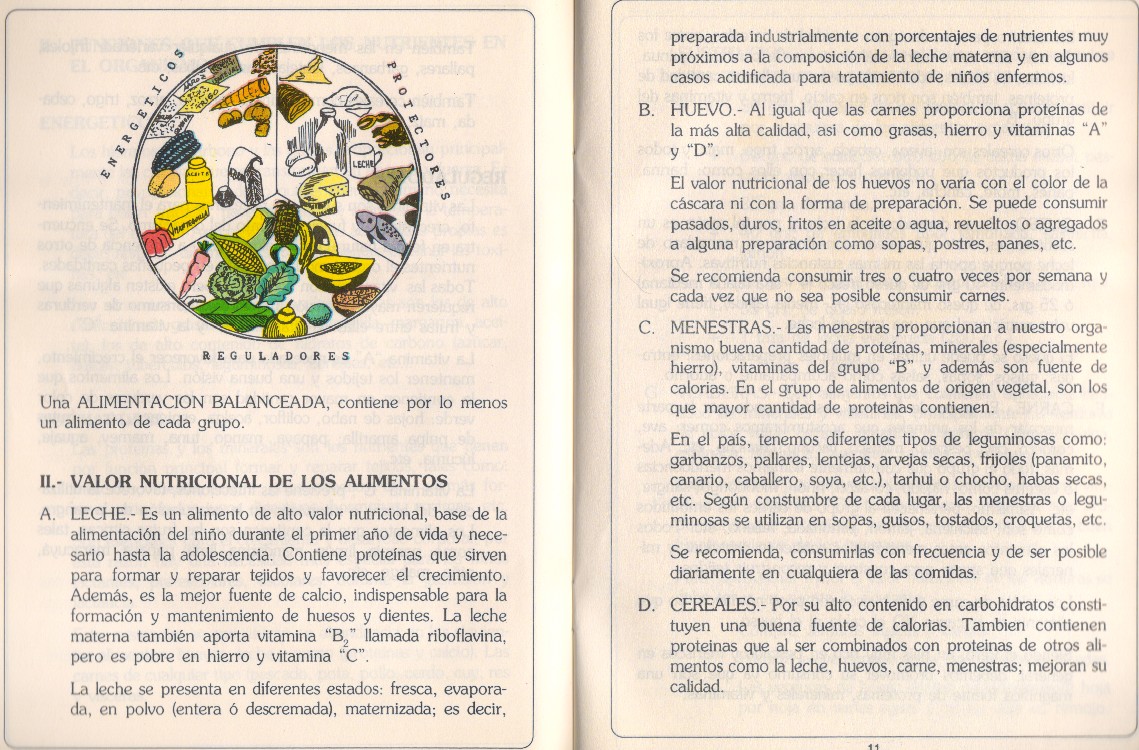 ENERGETICOS
PROTECTORES
ARROZ
TRIGO
ACEITE
MANTEQUILLA
LECHE
REGULADORES
Una ALIMENTACION BALANCEADA, contiene por lo menos
un alimento de cada grupo.
II.- VALOR NUTRICIONAL DE LOS ALIMENTOS
A. LECHE.- Es un alimento de alto valor nutricional, base de la
alimentación del niño durante el primer año de vida y nece-
sario hasta la adolescencia. Contiene proteínas que sirven
para formar y reparar tejidos y favorecer el crecimiento.
Además, es la mejor fuente de calcio, indispensable para la
formación y mantenimiento de huesos y dientes. La leche
materna también aporta vitamina “B₂” llamada riboflavina,
pero es pobre en hierro y vitamina “C”.
La leche se presenta en diferentes estados: fresca, evapora-
da, en polvo (entera ó descremada), maternizada; es decir,
preparada industrialmente con porcentajes de nutrientes muy
próximos a la composición de la leche materna y en algunos
casos acidificada para tratamiento de niños enfermos.
B. HUEVO.- Al igual que las carnes proporciona proteínas de
la más alta calidad, asi como grasas, hierro y vitaminas “A”
y “D”.
El valor nutricional de los huevos no varía con el color de la
cáscara ni con la forma de preparación. Se puede consumir
pasados, duros, fritos en aceite o agua, revueltos o agregados
a alguna preparación como sopas, postres, panes, etc.
Se recomienda consumir tres o cuatro veces por semana y
cada vez que no sea posible consumir carnes.
C. MENESTRAS.- Las menestras proporcionan a nuestro orga-
nismo buena cantidad de proteínas, minerales (especialmente
hierro), vitaminas del grupo “B” y además son fuente de
calorías. En el grupo de alimentos de origen vegetal, son los
que mayor cantidad de proteínas contienen.
En el país, tenemos diferentes tipos de leguminosas como:
garbanzos, pallares, lentejas, arvejas secas, frijoles (panamito,
canario, caballero, soya, etc.), tarhui o chocho, habas secas,
etc. Según constumbre de cada lugar, las menestras o legu-
minosas se utilizan en sopas, guisos, tostados, croquetas, etc.
Se recomienda, consumirlas con frecuencia y de ser posible
diariamente en cualquiera de las comidas.
D. CEREALES.- Por su alto contenido en carbohidratos consti-
tuyen una buena fuente de calorías. Tambien contienen
proteínas que al ser combinados con proteinas de otros ali-
mentos como la leche, huevos, carne, menestras; mejoran su
calidad.
11